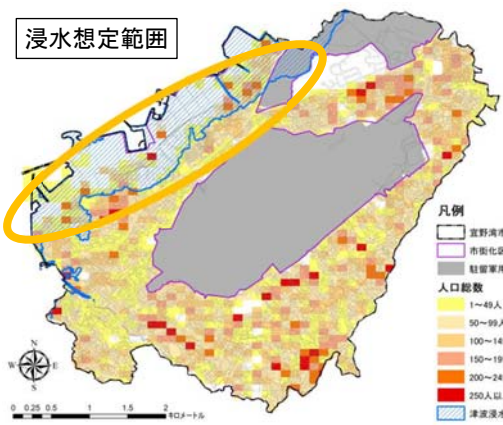 浸水想定範囲
凡例
宜野湾市
市街化区
駐留軍用
人口総数
1～49人
50～99人
100～14
150～19
200～24
250人以
津波浸水
N
W E
S
0 0.25 0.5 1 1.5 2
キロメートル